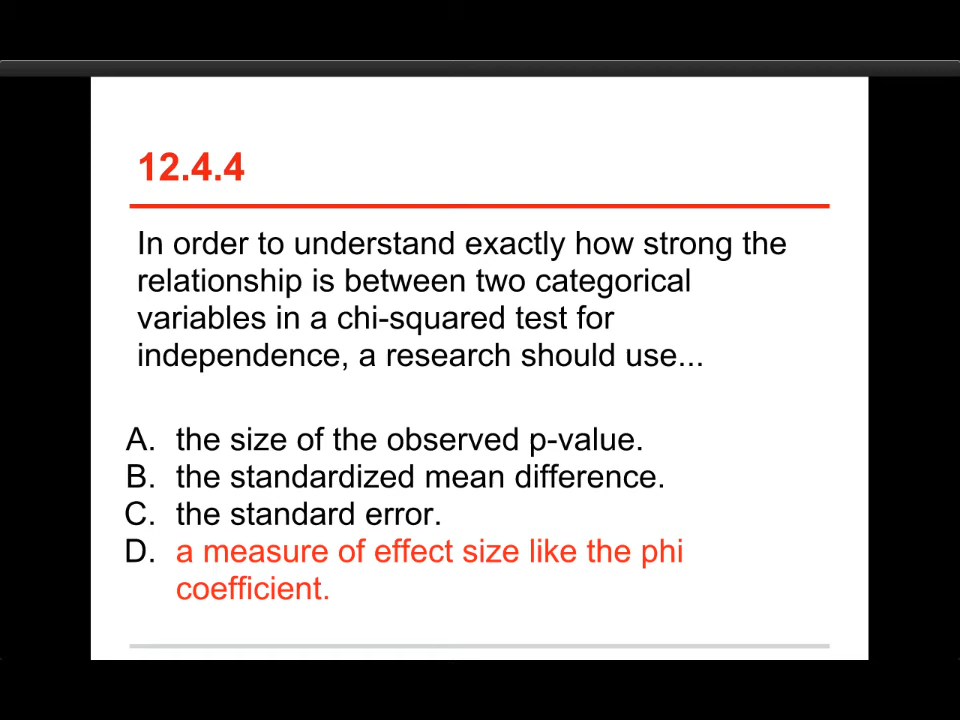 12.4.4
In order to understand exactly how strong the
relationship is between two categorical
variables in a chi-squared test for
independence, a research should use...
A. the size of the observed p-value.
B. the standardized mean difference.
C. the standard error.
D. a measure of effect size like the phi
coefficient.